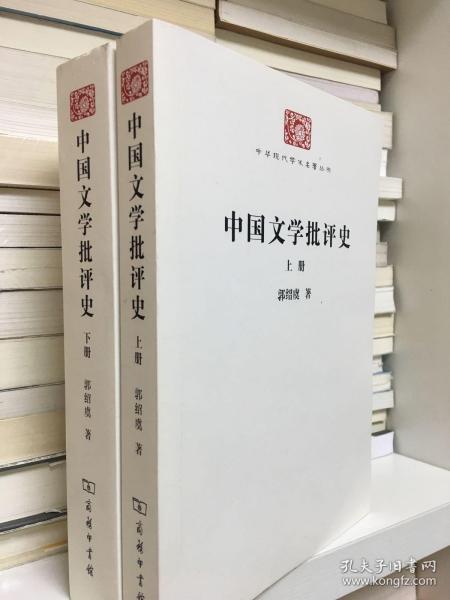 中国文学批评史
下册
郭绍虞 著
商务印书馆
中国文学批评史
上册
郭绍虞 著
商务印书馆
中华现代学术名著丛书
中国文学批评史
上册
郭绍虞 著
孔夫子旧书网
www.kongfz.com